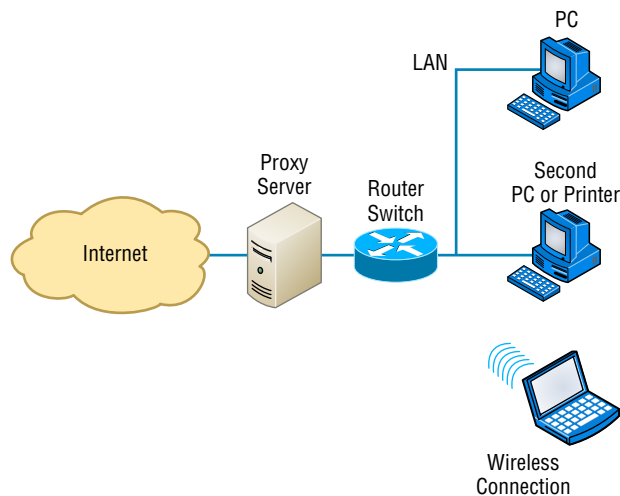 PC
LAN
Proxy
Server
Router
Switch
Second
PC or Printer
Internet
Wireless
Connection